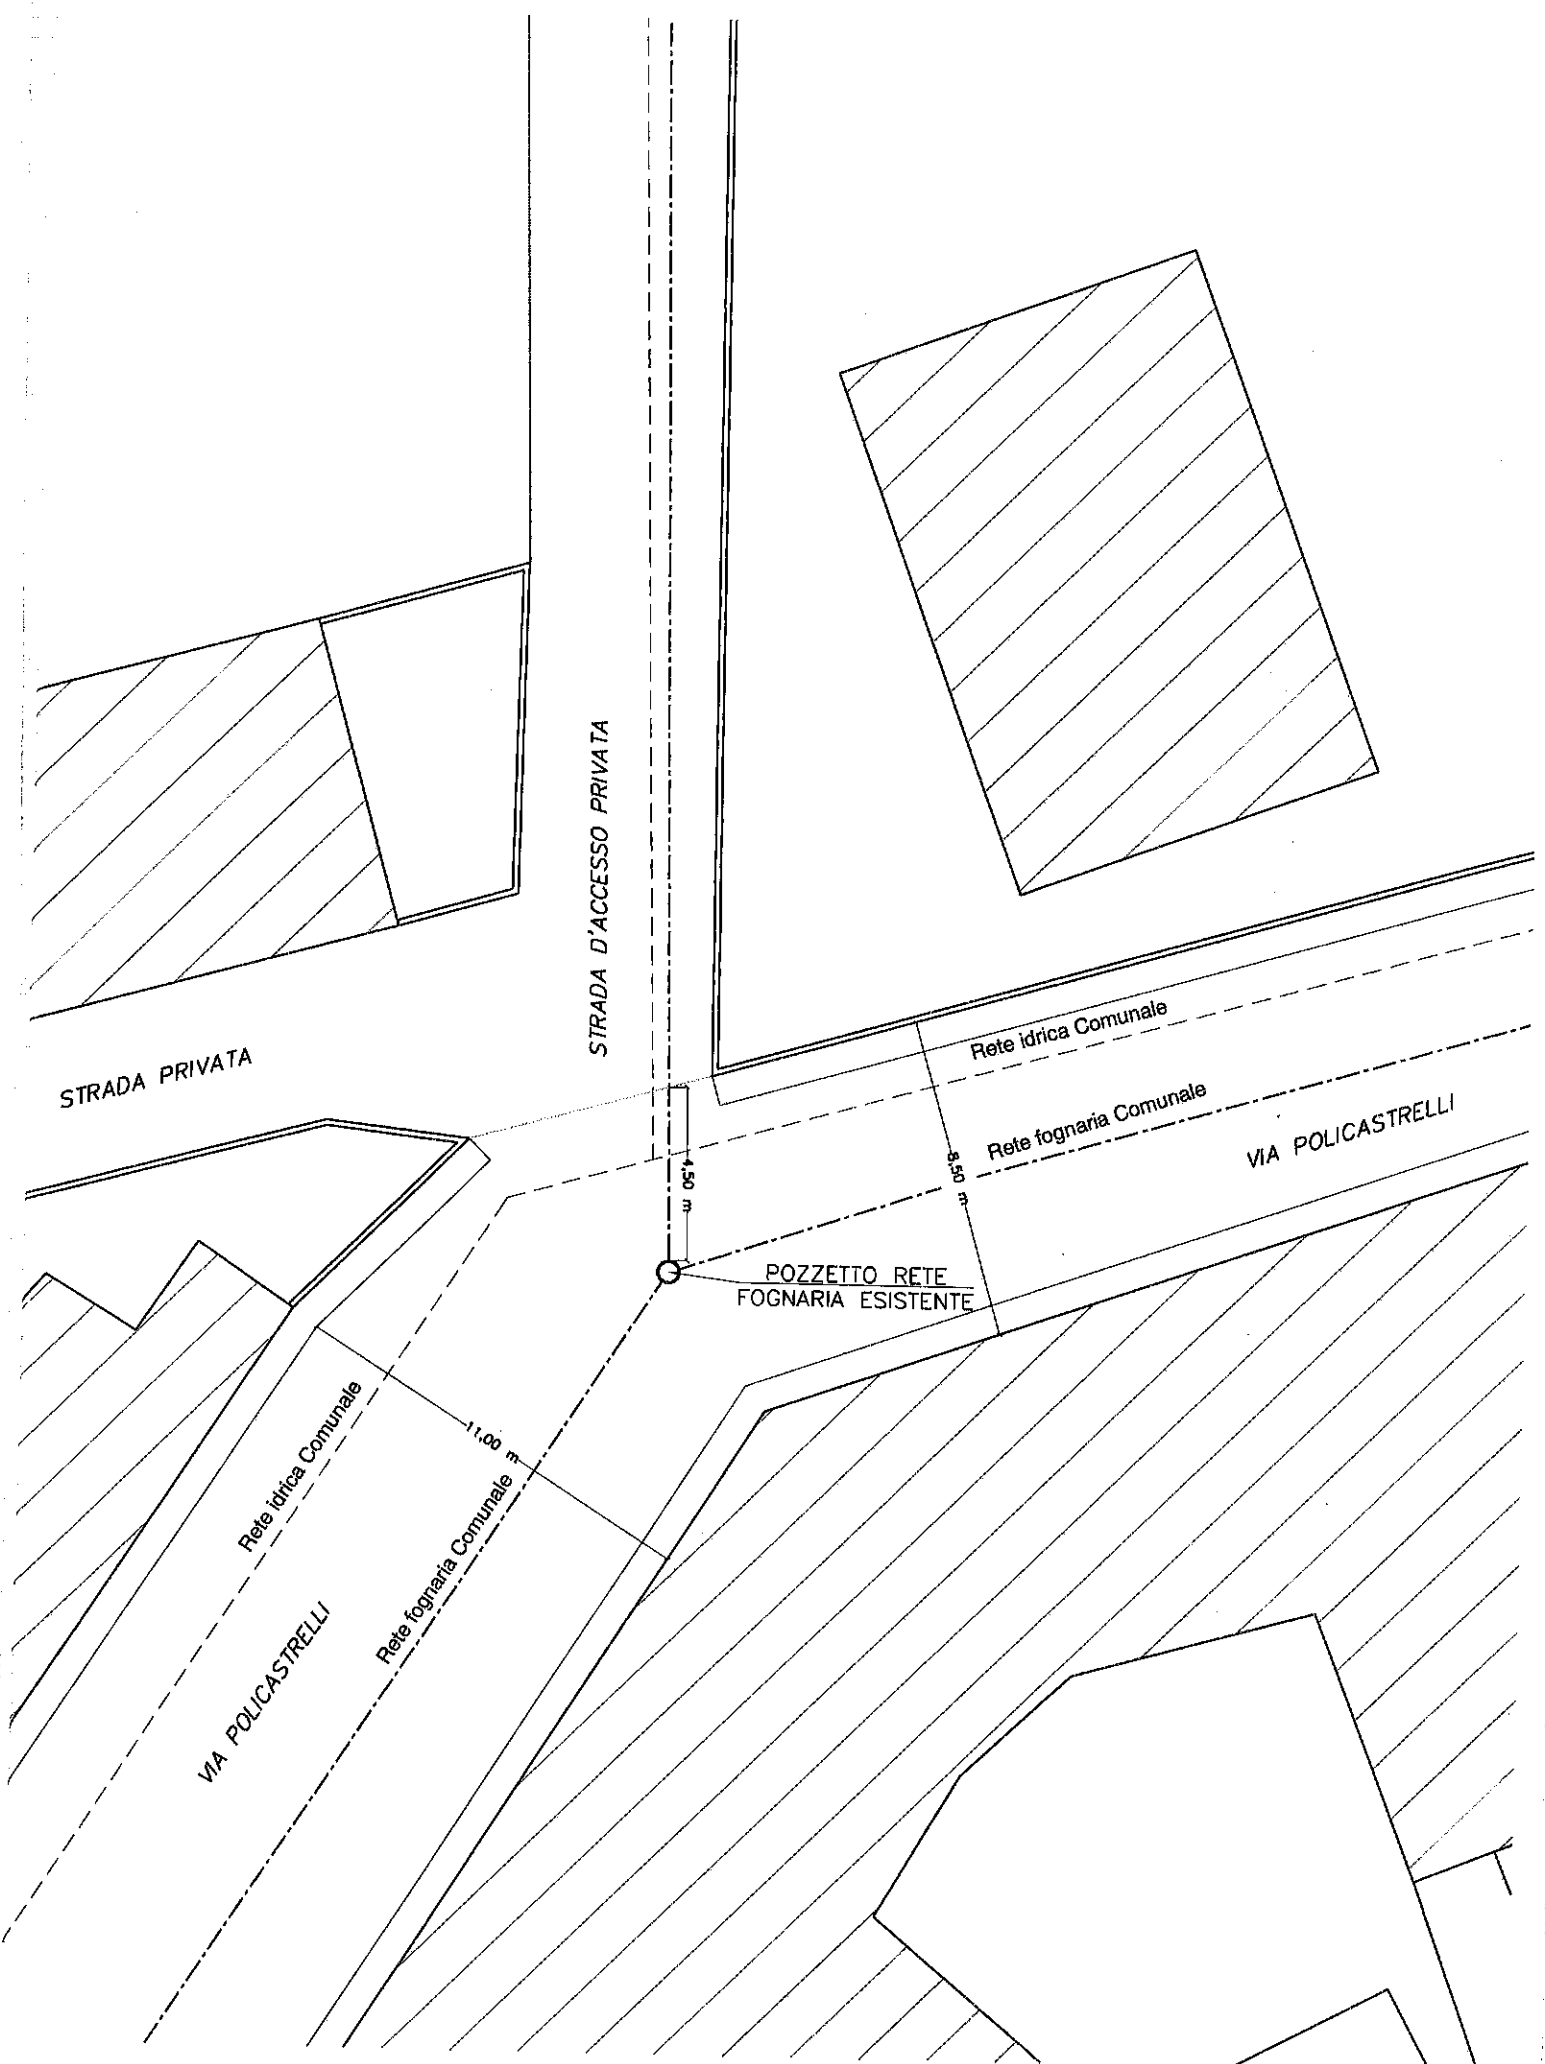 STRADA D'ACCESSO PRIVATA
STRADA PRIVATA
Rete idrica Comunale
Rete fognaria Comunale
VIA POLICASTRELLI
4,50 m
8,50 m
POZZETTO RETE
FOGNARIA ESISTENTE
11,00 m
Rete idrica Comunale
Rete fognaria Comunale
VIA POLICASTRELLI